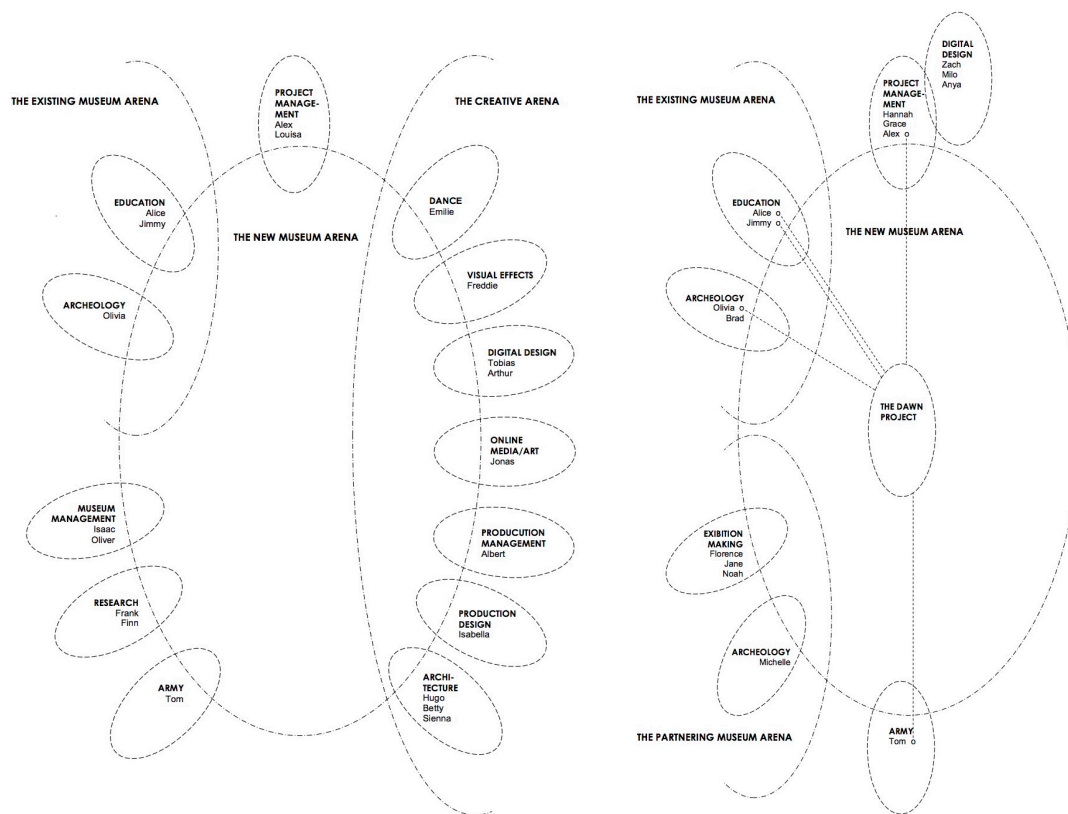 THE EXISTING MUSEUM ARENA
PROJECT
MANAGE-
MENT
Alex
Louisa
THE CREATIVE ARENA
EDUCATION
Alice
Jimmy
DANCE
Emilie
THE NEW MUSEUM ARENA
VISUAL EFFECTS
Freddie
ARCHEOLOGY
Olivia
DIGITAL DESIGN
Tobias
Arthur
ONLINE
MEDIA/ART
Jonas
MUSEUM
MANAGEMENT
Isaac
Oliver
PRODUCUTION
MANAGEMENT
Albert
RESEARCH
Frank
Finn
PRODUCTION
DESIGN
Isabella
ARMY
Tom
ARCHI-
TECTURE
Hugo
Betty
Sienna
DIGITAL
DESIGN
Zach
Milo
Anya
THE EXISTING MUSEUM ARENA
PROJECT
MANAGE-
MENT
Hannah
Grace
Alex o
EDUCATION
Alice o
Jimmy o
THE NEW MUSEUM ARENA
ARCHEOLOGY
Olivia o
Brad
THE DAWN
PROJECT
EXIBITION
MAKING
Florence
Jane
Noah
ARCHEOLOGY
Michelle
THE PARTNERING MUSEUM ARENA
ARMY
Tom o